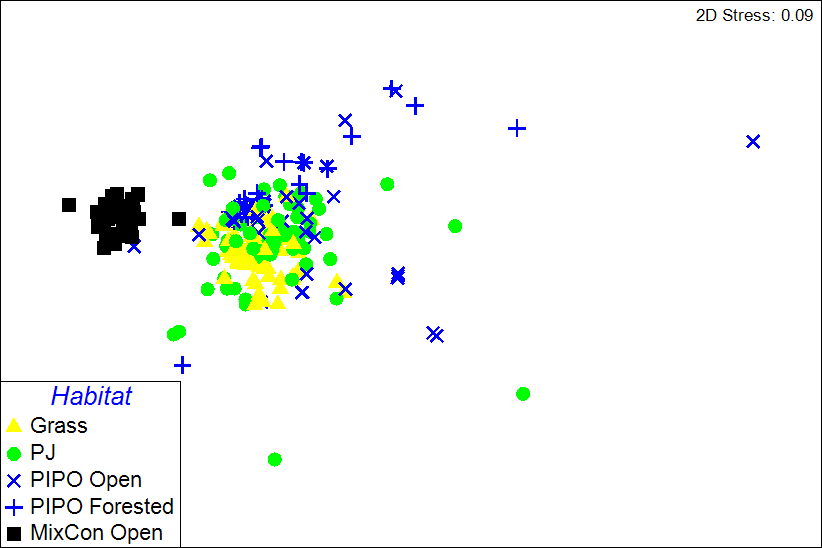 2D Stress: 0.09
Habitat
Grass
PJ
PIPO Open
PIPO Forested
MixCon Open